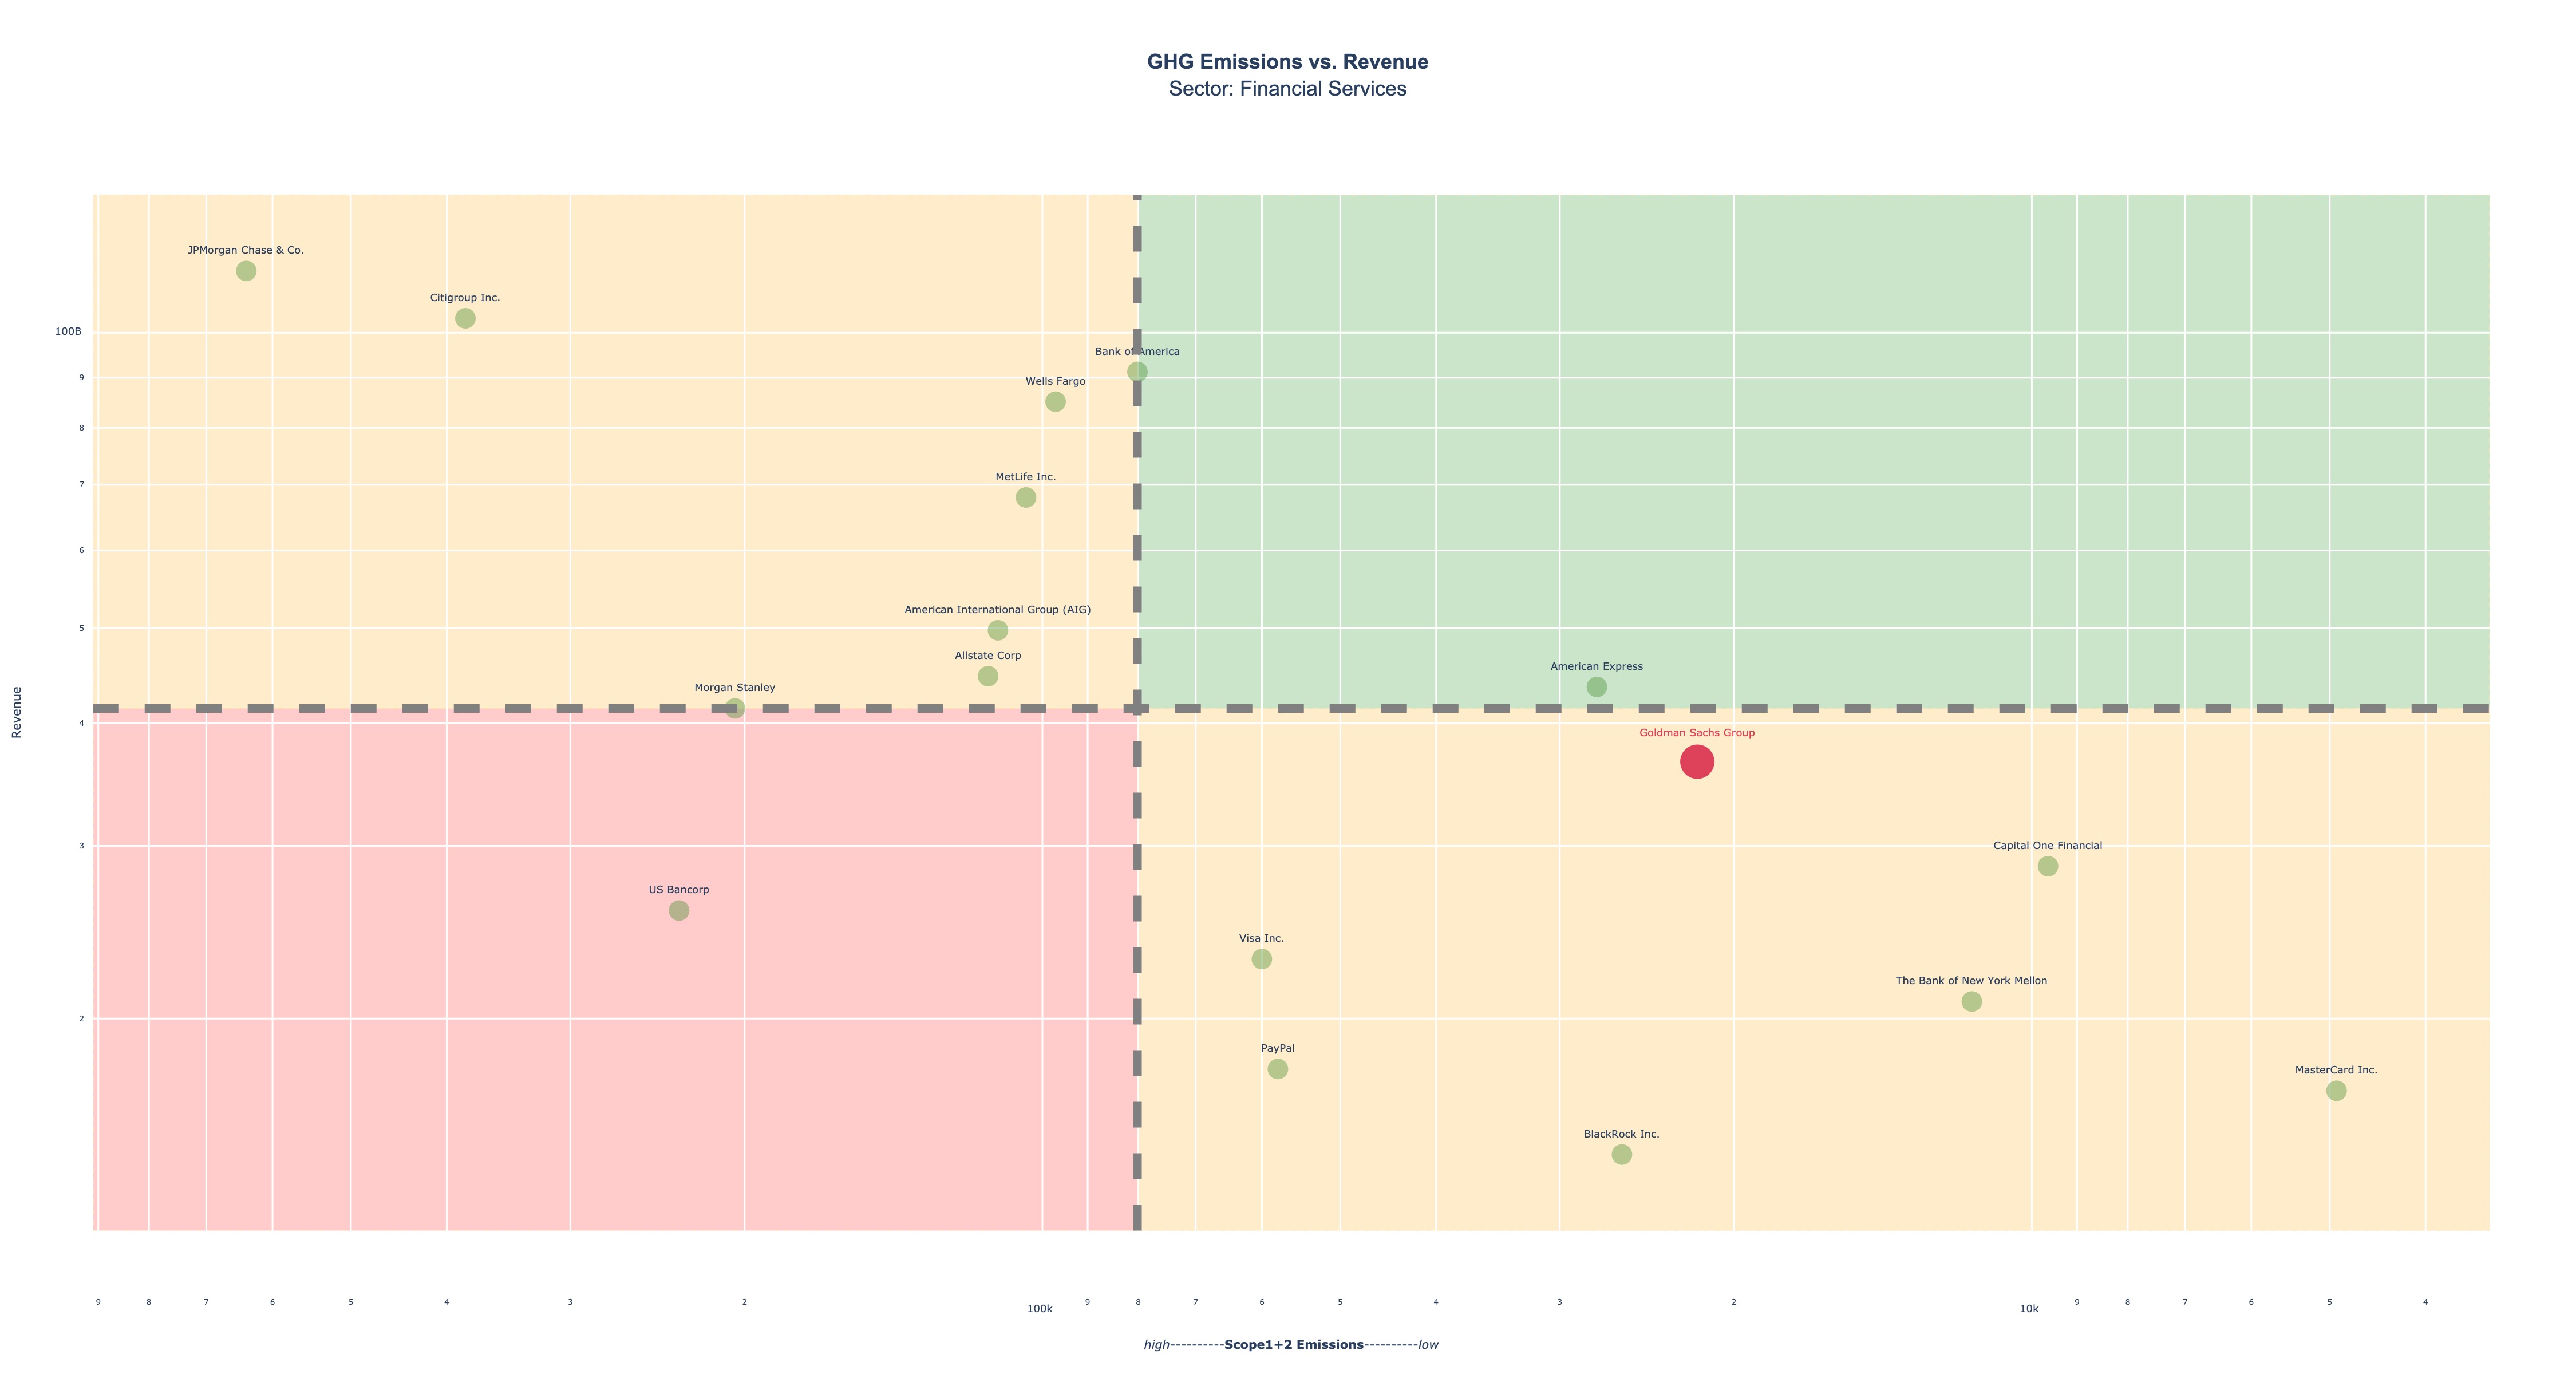 GHG Emissions vs. Revenue
Sector: Financial Services
JPMorgan Chase & Co.
Citigroup Inc.
100B
Bank of America
9
Wells Fargo
8
MetLife Inc.
7
6
American International Group (AIG)
5
Allstate Corp
American Express
Morgan Stanley
Revenue
4
Goldman Sachs Group
3
Capital One Financial
US Bancorp
Visa Inc.
The Bank of New York Mellon
2
PayPal
MasterCard Inc.
BlackRock Inc.
9 8 7 6 5 4 3 2 100k 9 8 7 6 5 4 3 2 10k 9 8 7 6 5 4
high----------Scope1+2 Emissions----------low